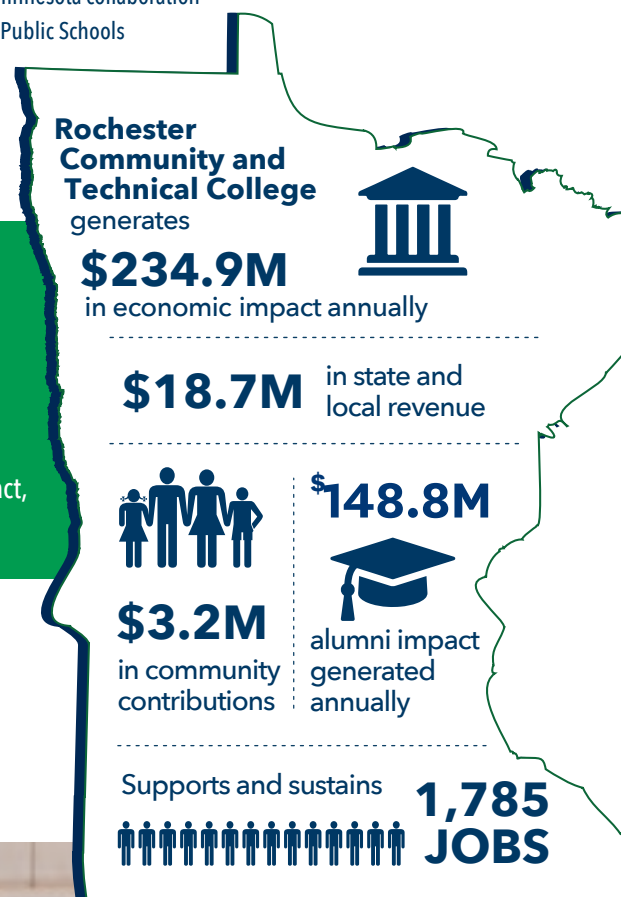 Public Schools
Rochester
Community and
Technical College
generates
$234.9M
in economic impact annually
$18.7M
in state and
local revenue
$3.2M
in community
contributions
$148.8M
alumni impact
generated
annually
Supports and sustains
1,785
JOBS